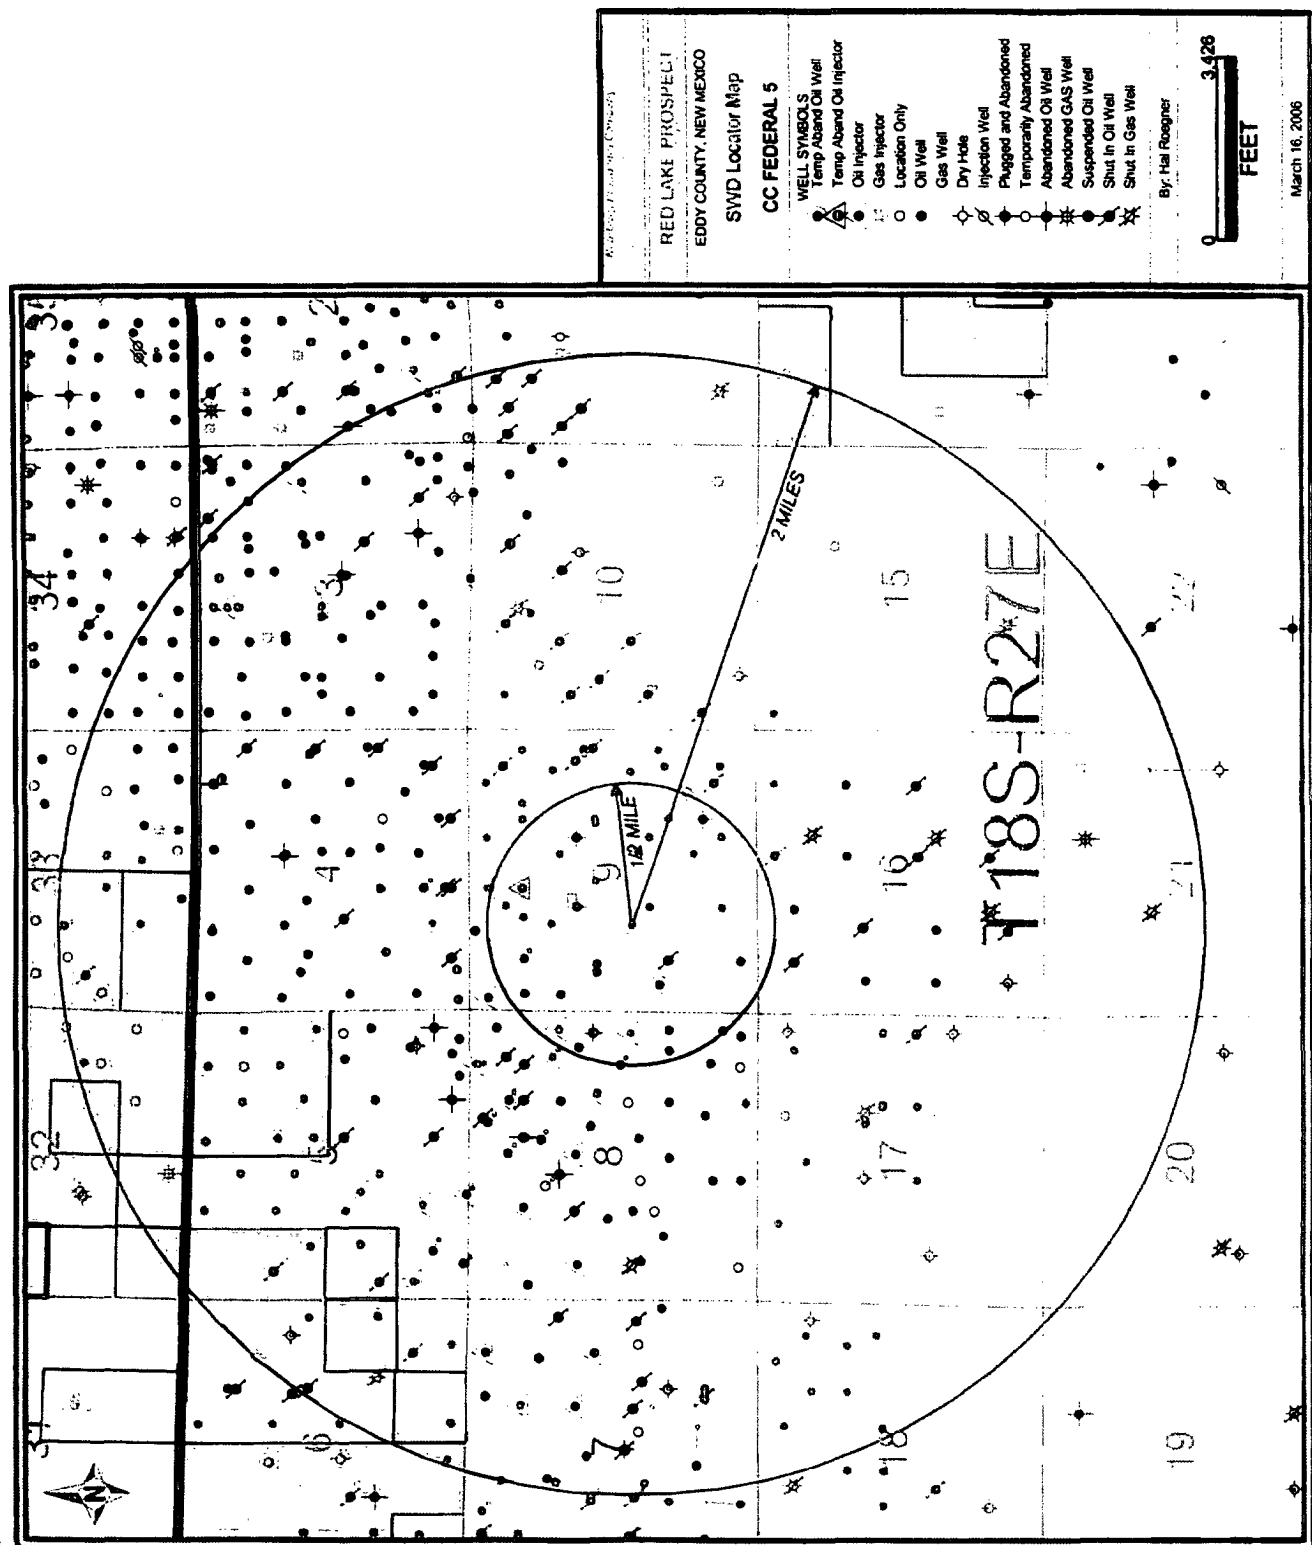 RED LAKE PROSPECT
EDDY COUNTY, NEW MEXICO
SWD Locator Map
CC FEDERAL 5
WELL SYMBOLS
Temp Aband Oil Well
Temp Aband Oil Injector
Oil Injector
Gas Injector
Location Only
Oil Well
Gas Well
Dry Hole
Injection Well
Plugged and Abandoned
Temporarily Abandoned
Abandoned Oil Well
Abandoned GAS Well
Suspended Oil Well
Shut In Oil Well
Shut In Gas Well
By: Hal Roegner
0 3,426
FEET
March 16, 2006
31 32 33 34
6 5 4 3 2
7 8 9 10
1/2 MILE
2 MILES
18 17 16 15
T18S-R27E
19 20 21 22
N